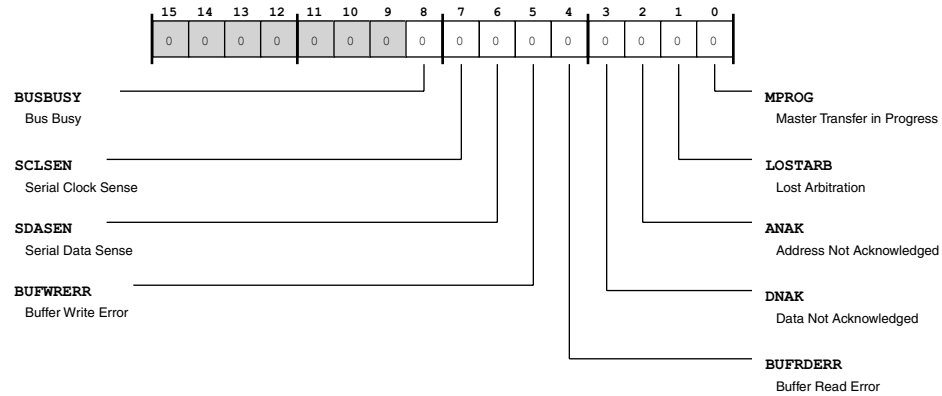 15 14 13 12 11 10 9 8 7 6 5 4 3 2 1 0
0 0 0 0 0 0 0 0 0 0 0 0 0 0 0 0
BUSBUSY
Bus Busy
SCLSEN
Serial Clock Sense
SDASEN
Serial Data Sense
BUFWRERR
Buffer Write Error
MPROG
Master Transfer in Progress
LOSTARB
Lost Arbitration
ANAK
Address Not Acknowledged
DNAK
Data Not Acknowledged
BUFRDERR
Buffer Read Error